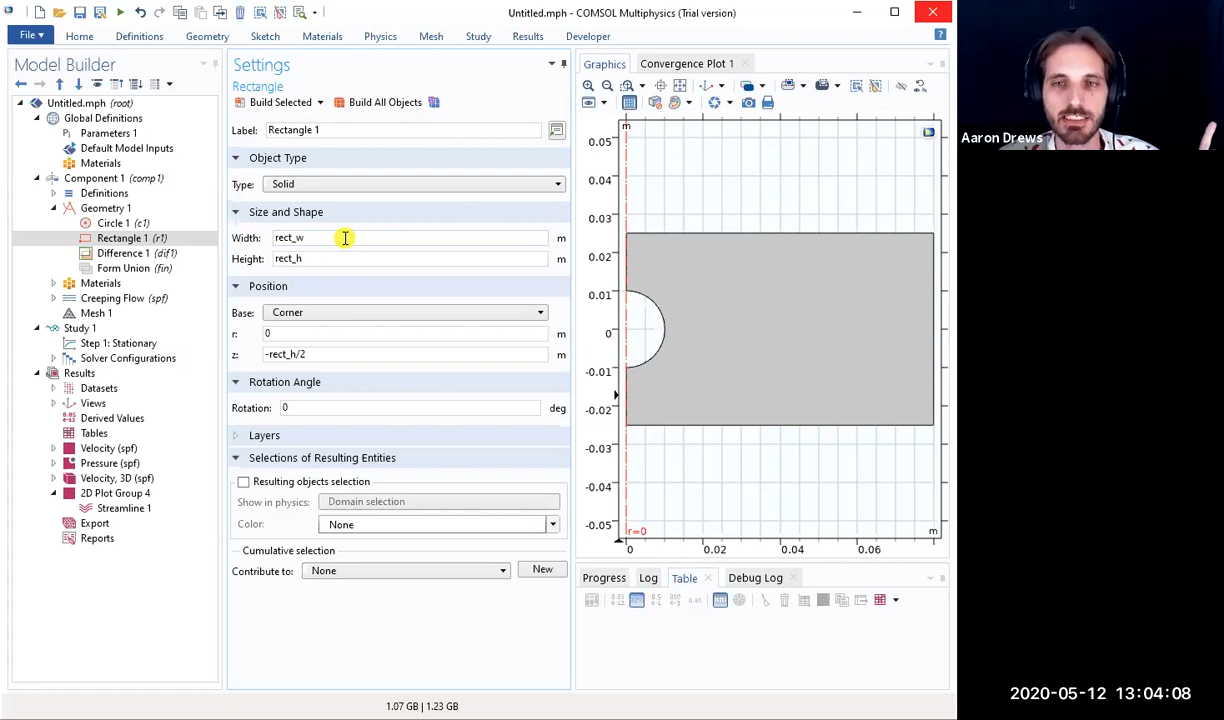 Untitled.mph - COMSOL Multiphysics (Trial version)
File
Home
Definitions
Geometry
Sketch
Materials
Physics
Mesh
Study
Results
Developer
Model Builder
Untitled.mph (root)
Global Definitions
Parameters 1
Default Model Inputs
Materials
Component 1 (comp1)
Definitions
Geometry 1
Circle 1 (c1)
Rectangle 1 (r1)
Difference 1 (dif1)
Form Union (fin)
Materials
Creeping Flow (spf)
Mesh 1
Study 1
Step 1: Stationary
Solver Configurations
Results
Datasets
Views
Derived Values
Tables
Velocity (spf)
Pressure (spf)
Velocity, 3D (spf)
2D Plot Group 4
Streamline 1
Export
Reports
Settings
Rectangle
Build Selected
Build All Objects
Label: Rectangle 1
Object Type
Type: Solid
Size and Shape
Width: rect_w m
Height: rect_h m
Position
Base: Corner
r: 0 m
z: -rect_h/2 m
Rotation Angle
Rotation: 0 deg
Layers
Selections of Resulting Entities
Resulting objects selection
Show in physics: Domain selection
Color: None
Cumulative selection
Contribute to: None New
Graphics
Convergence Plot 1
m
0.05
0.04
0.03
0.02
0.01
0
-0.01
-0.02
-0.03
-0.04
-0.05
r=0
m
0 0.02 0.04 0.06
Progress
Log
Table
Debug Log
1.07 GB | 1.23 GB
Aaron Drews
2020-05-12 13:04:08